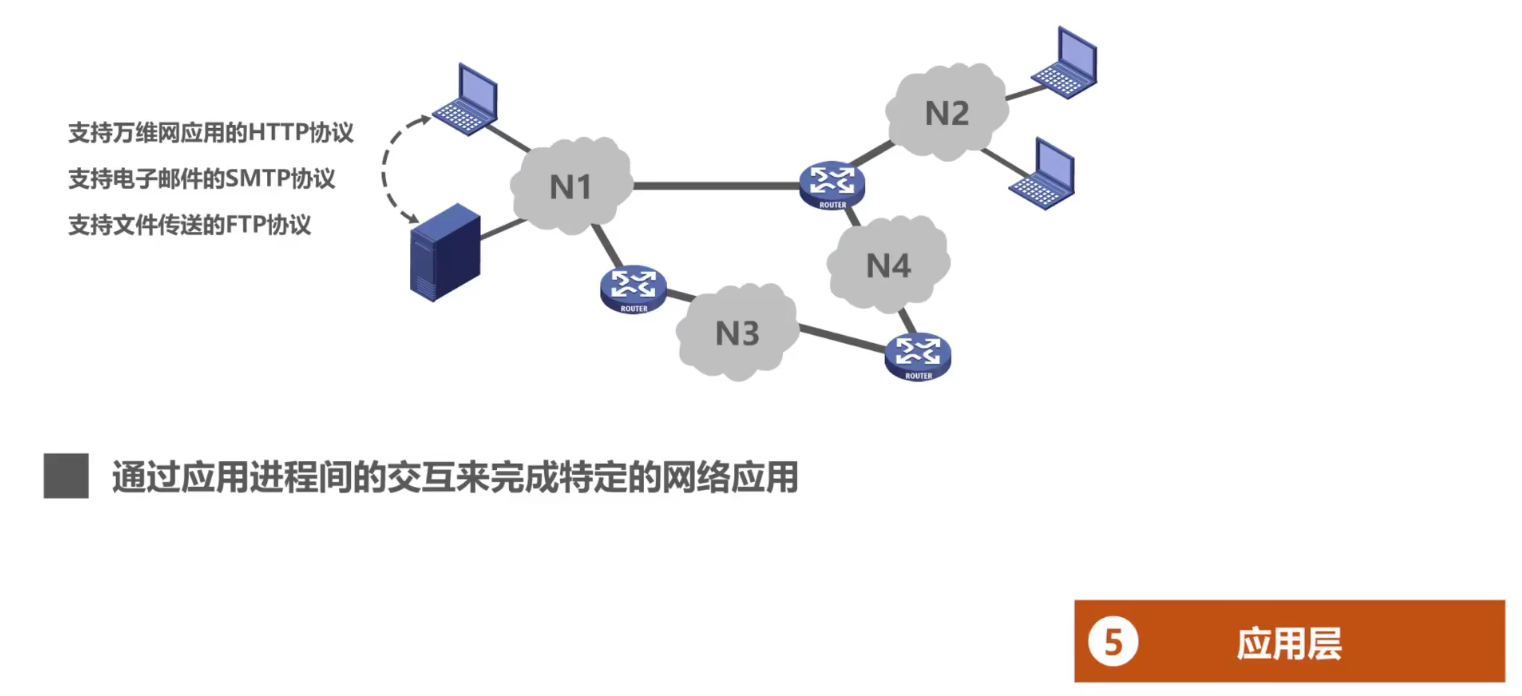 支持万维网应用的HTTP协议
支持电子邮件的SMTP协议
支持文件传送的FTP协议
N1
N2
ROUTER
N4
ROUTER
N3
ROUTER
通过应用进程间的交互来完成特定的网络应用
5 应用层